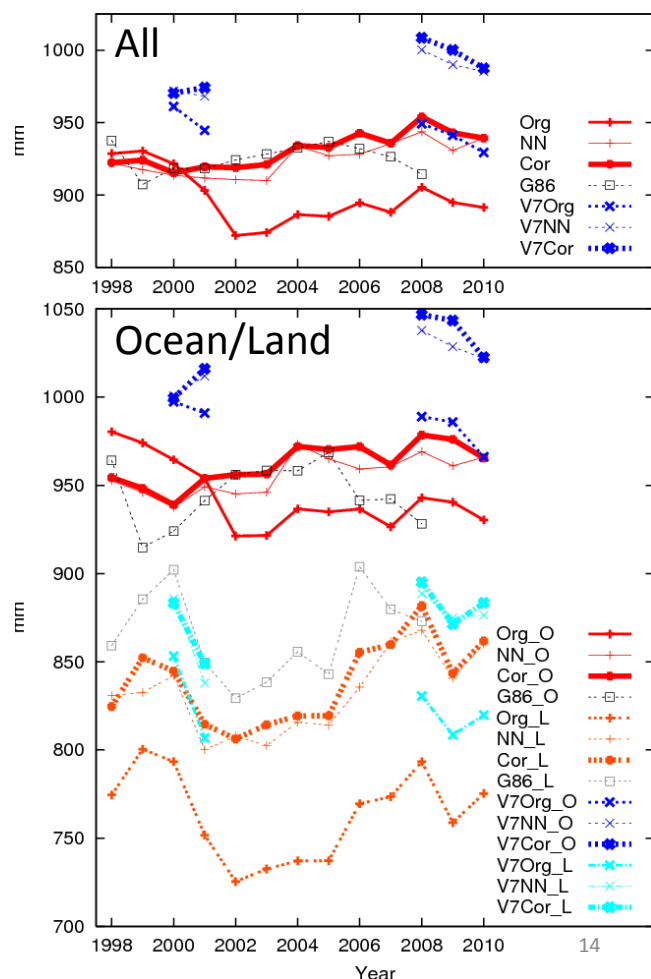 All
1000
950
900
850
mm
1998 2000 2002 2004 2006 2008 2010
Org
NN
Cor
G86
V7Org
V7NN
V7Cor
Ocean/Land
1050
1000
950
900
850
800
750
700
mm
1998 2000 2002 2004 2006 2008 2010
Year
Org_O
NN_O
Cor_O
G86_O
Org_L
NN_L
Cor_L
G86_L
V7Org_O
V7NN_O
V7Cor_O
V7Org_L
V7NN_L
V7Cor_L
14